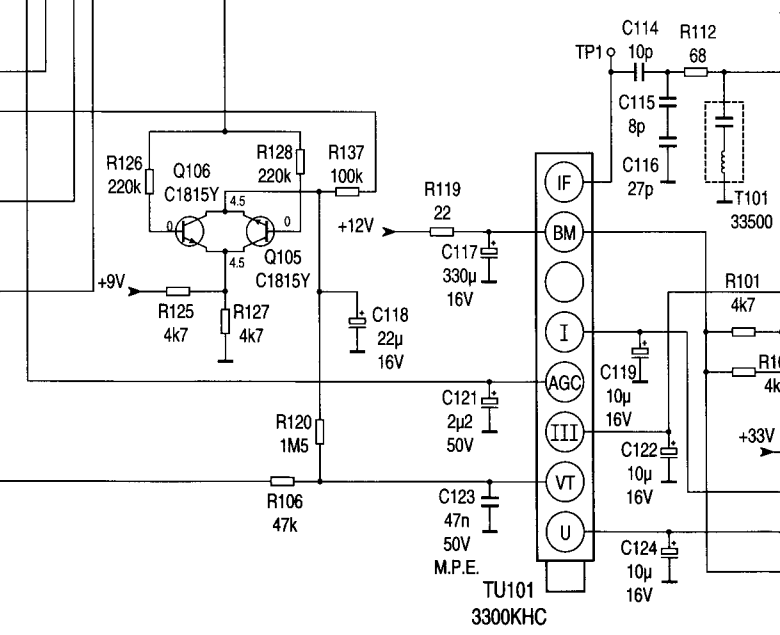 C114
10p
R112
68
TP1
C115
8p
C116
27p
T101
33500
R126
220k
Q106
C1815Y
R128
220k
R137
100k
4.5
0
0
4.5
Q105
C1815Y
R119
22
+12V
C117
330µ
16V
IF
BM
I
AGC
III
VT
U
+9V
R125
4k7
R127
4k7
C118
22µ
16V
R101
4k7
R10
4k
+33V
C119
10µ
16V
C121
2µ2
50V
C122
10µ
16V
R120
1M5
R106
47k
C123
47n
50V
M.P.E.
C124
10µ
16V
TU101
3300KHC